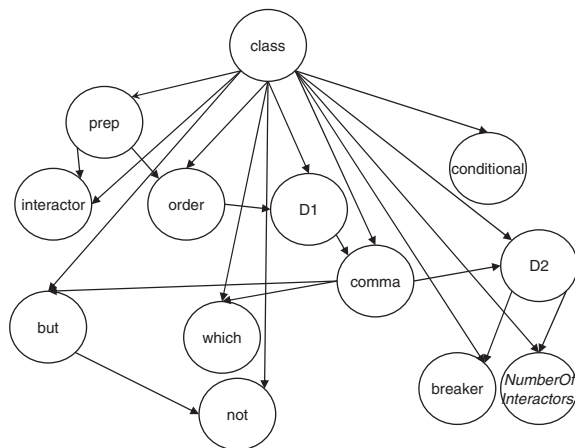 class
prep
conditional
interactor
order
D1
D2
comma
but
which
breaker
NumberOf
Interactors
not